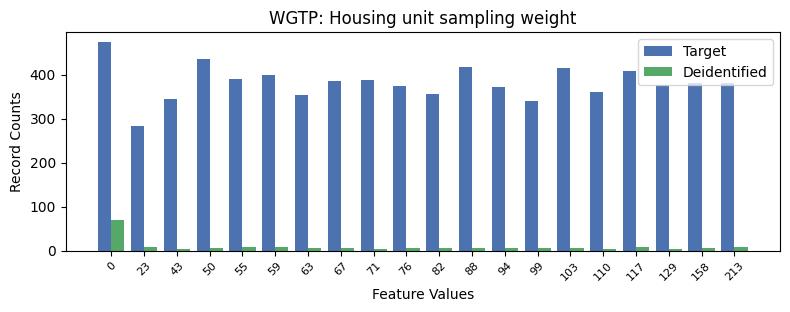 WGTP: Housing unit sampling weight
Target
Deidentified
Record Counts
400
300
200
100
0
0 23 43 50 55 59 63 67 71 76 82 88 94 99 103 110 117 129 158 213
Feature Values